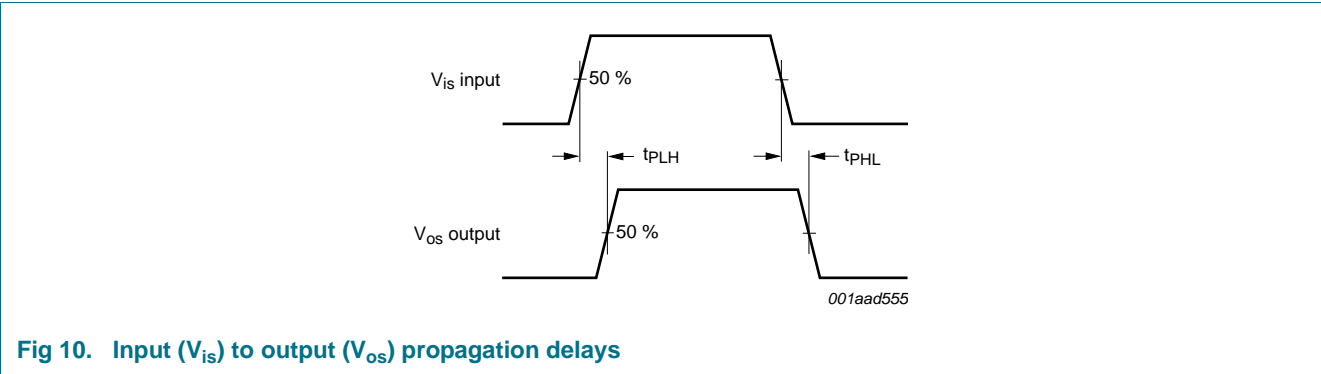 V_is input
50 %
t_PLH
t_PHL
V_os output
50 %
001aad555
Fig 10. Input (V_is) to output (V_os) propagation delays